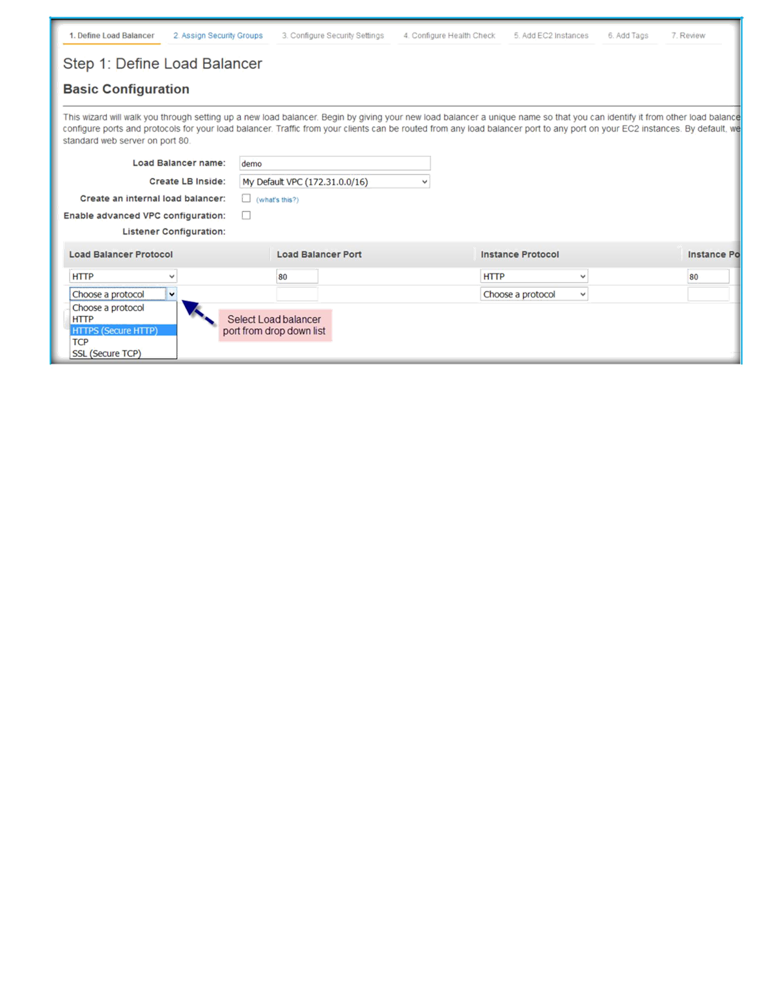 1. Define Load Balancer 2. Assign Security Groups 3. Configure Security Settings 4. Configure Health Check 5. Add EC2 Instances 6. Add Tags 7. Review
Step 1: Define Load Balancer
Basic Configuration
This wizard will walk you through setting up a new load balancer. Begin by giving your new load balancer a unique name so that you can identify it from other load balance
configure ports and protocols for your load balancer. Traffic from your clients can be routed from any load balancer port to any port on your EC2 instances. By default, we
standard web server on port 80.
Load Balancer name: demo
Create LB Inside: My Default VPC (172.31.0.0/16)
Create an internal load balancer: (what's this?)
Enable advanced VPC configuration:
Listener Configuration:
Load Balancer Protocol Load Balancer Port Instance Protocol Instance Po
HTTP 80 HTTP 80
Choose a protocol Choose a protocol
Choose a protocol
HTTP
HTTPS (Secure HTTP)
TCP
SSL (Secure TCP)
Select Load balancer
port from drop down list